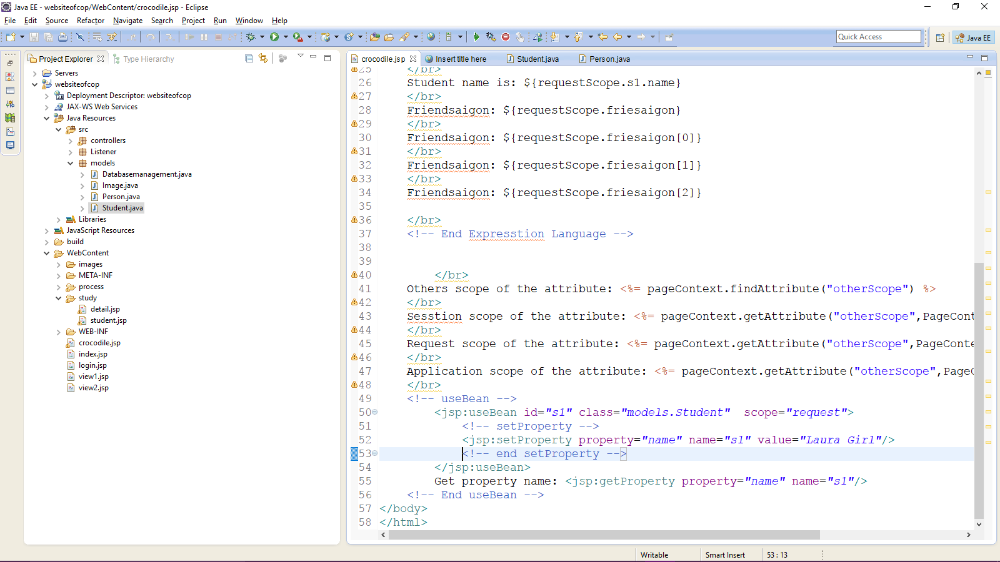 Java EE - websiteofcop/WebContent/crocodile.jsp - Eclipse
File Edit Source Refactor Navigate Search Project Run Window Help
Quick Access
Java EE
Project Explorer
Type Hierarchy
Servers
websiteofcop
Deployment Descriptor: websiteofcop
JAX-WS Web Services
Java Resources
src
controllers
Listener
models
Databasemanagement.java
Image.java
Person.java
Student.java
Libraries
JavaScript Resources
build
WebContent
images
META-INF
process
study
detail.jsp
student.jsp
WEB-INF
crocodile.jsp
index.jsp
login.jsp
view1.jsp
view2.jsp
crocodile.jsp Insert title here Student.java Person.java
25 </br>
26 Student name is: ${requestScope.s1.name}
27 </br>
28 Friendsaigon: ${requestScope.friesaigon}
29 </br>
30 Friendsaigon: ${requestScope.friesaigon[0]}
31 </br>
32 Friendsaigon: ${requestScope.friesaigon[1]}
33 </br>
34 Friendsaigon: ${requestScope.friesaigon[2]}
35
36 </br>
37 <!-- End Expresstion Language -->
38
39
40 </br>
41 Others scope of the attribute: <%= pageContext.findAttribute("otherScope") %>
42 </br>
43 Sesstion scope of the attribute: <%= pageContext.getAttribute("otherScope",PageCont
44 </br>
45 Request scope of the attribute: <%= pageContext.getAttribute("otherScope",PageConte
46 </br>
47 Application scope of the attribute: <%= pageContext.getAttribute("otherScope",PageC
48 </br>
49 <!-- useBean -->
50 <jsp:useBean id="s1" class="models.Student" scope="request">
51 <!-- setProperty -->
52 <jsp:setProperty property="name" name="s1" value="Laura Girl"/>
53 <!-- end setProperty -->
54 </jsp:useBean>
55 Get property name: <jsp:getProperty property="name" name="s1"/>
56 <!-- End useBean -->
57 </body>
58 </html>
Writable Smart Insert 53 : 13